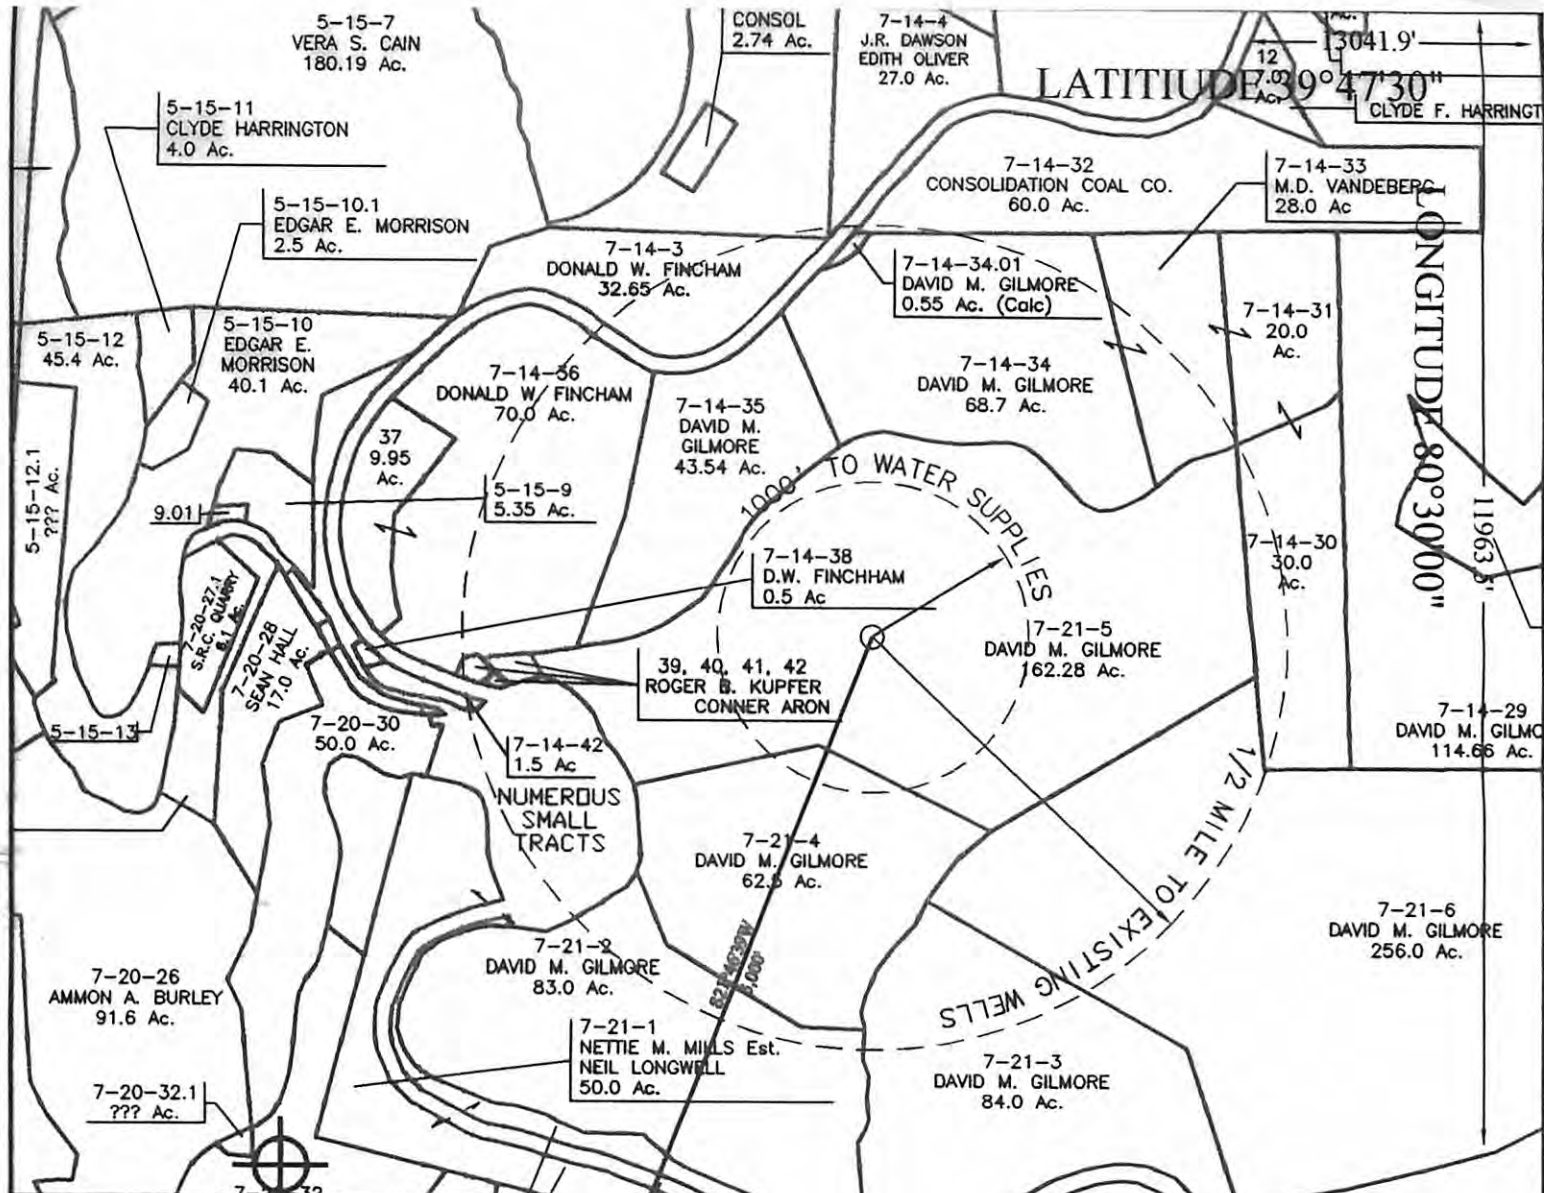 5-15-7
VERA S. CAIN
180.19 Ac.
CONSOL
2.74 Ac.
7-14-4
J.R. DAWSON
EDITH OLIVER
27.0 Ac.
Ac.
13041.9'
12
7.0
Ac.
LATITIUDE 39°47'30"
CLYDE F. HARRINGT
5-15-11
CLYDE HARRINGTON
4.0 Ac.
7-14-32
CONSOLIDATION COAL CO.
60.0 Ac.
7-14-33
M.D. VANDEBERG
28.0 Ac
LONGITUDE 80°30'00"
5-15-10.1
EDGAR E. MORRISON
2.5 Ac.
7-14-3
DONALD W. FINCHAM
32.65 Ac.
7-14-34.01
DAVID M. GILMORE
0.55 Ac. (Calc)
7-14-31
20.0
Ac.
5-15-12
45.4 Ac.
5-15-10
EDGAR E.
MORRISON
40.1 Ac.
7-14-36
DONALD W. FINCHAM
70.0 Ac.
7-14-35
DAVID M.
GILMORE
43.54 Ac.
7-14-34
DAVID M. GILMORE
68.7 Ac.
37
9.95
Ac.
5-15-12.1
??? Ac.
5-15-9
5.35 Ac.
9.01
1000' TO WATER SUPPLIES
11963.5'
7-14-30
30.0
Ac.
7-14-38
D.W. FINCHHAM
0.5 Ac
7-20-27.1
S.R.C. QUARRY
8.1 Ac.
7-20-28
SEAN HALL
17.0 Ac.
7-21-5
DAVID M. GILMORE
162.28 Ac.
39, 40, 41, 42
ROGER B. KUPFER
CONNER ARON
5-15-13
7-20-30
50.0 Ac.
7-14-42
1.5 Ac
7-14-29
DAVID M. GILMO
114.66 Ac.
NUMEROUS
SMALL
TRACTS
1/2 MILE TO EXISTING WELLS
7-21-4
DAVID M. GILMORE
62.8 Ac.
7-21-6
DAVID M. GILMORE
256.0 Ac.
7-21-2
DAVID M. GILMORE
83.0 Ac.
7-20-26
AMMON A. BURLEY
91.6 Ac.
7-21-1
NETTIE M. MILLS Est.
NEIL LONGWELL
50.0 Ac.
7-21-3
DAVID M. GILMORE
84.0 Ac.
7-20-32.1
??? Ac.